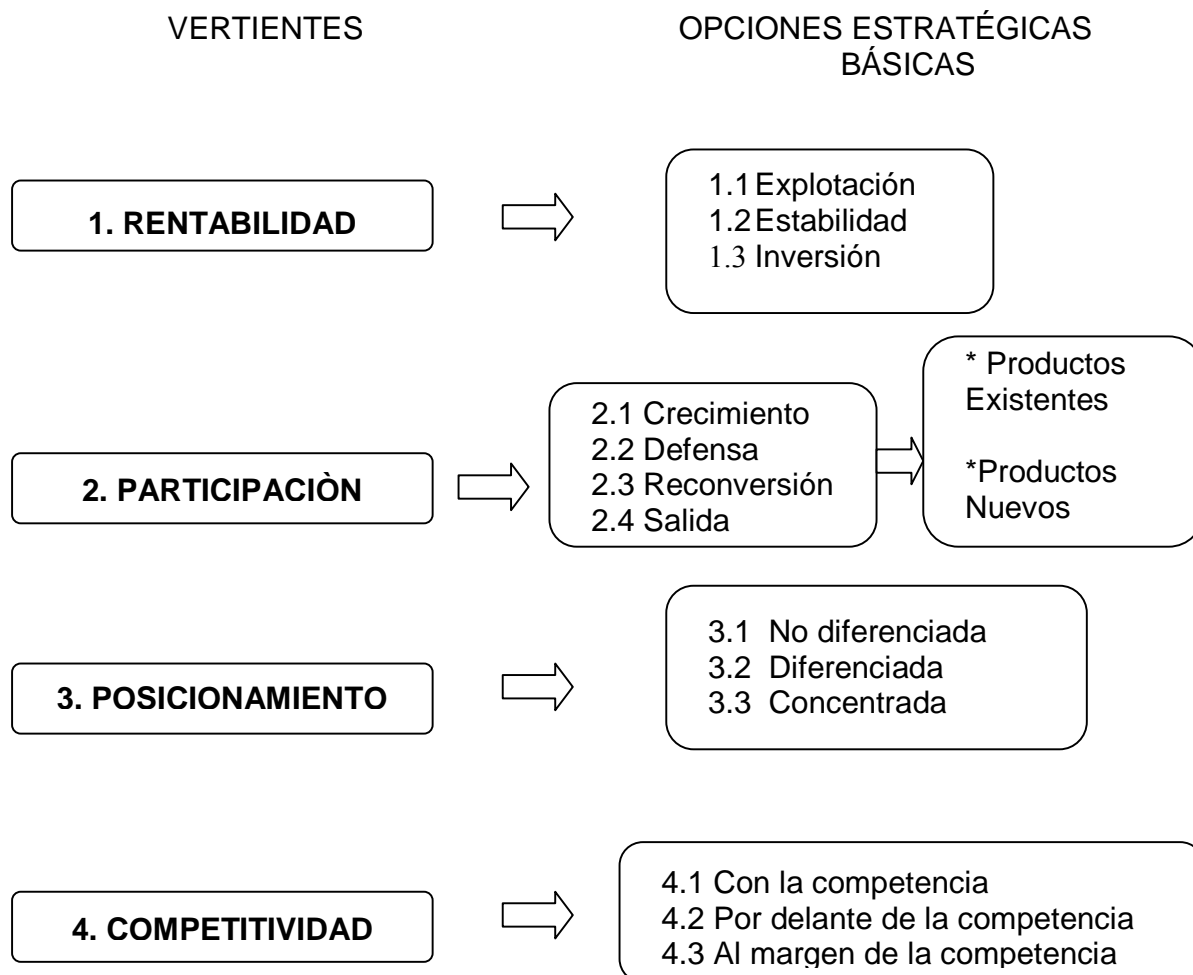 VERTIENTES
OPCIONES ESTRATÉGICAS
BÁSICAS
1. RENTABILIDAD
1.1 Explotación
1.2 Estabilidad
1.3 Inversión
2. PARTICIPACIÒN
2.1 Crecimiento
2.2 Defensa
2.3 Reconversión
2.4 Salida
* Productos
Existentes
*Productos
Nuevos
3. POSICIONAMIENTO
3.1 No diferenciada
3.2 Diferenciada
3.3 Concentrada
4. COMPETITIVIDAD
4.1 Con la competencia
4.2 Por delante de la competencia
4.3 Al margen de la competencia